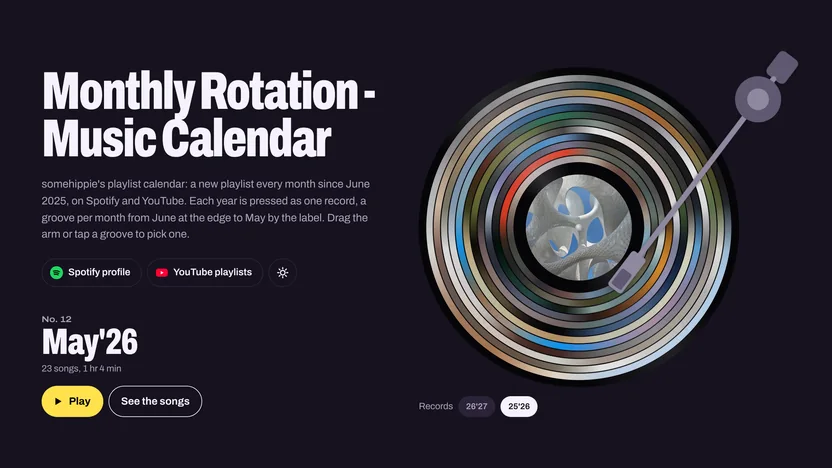 Monthly Rotation -
Music Calendar
somehippie's playlist calendar: a new playlist every month since June
2025, on Spotify and YouTube. Each year is pressed as one record, a
groove per month from June at the edge to May by the label. Drag the
arm or tap a groove to pick one.
Spotify profile
YouTube playlists
No. 12
May'26
23 songs, 1 hr 4 min
Play
See the songs
Records
26'27
25'26